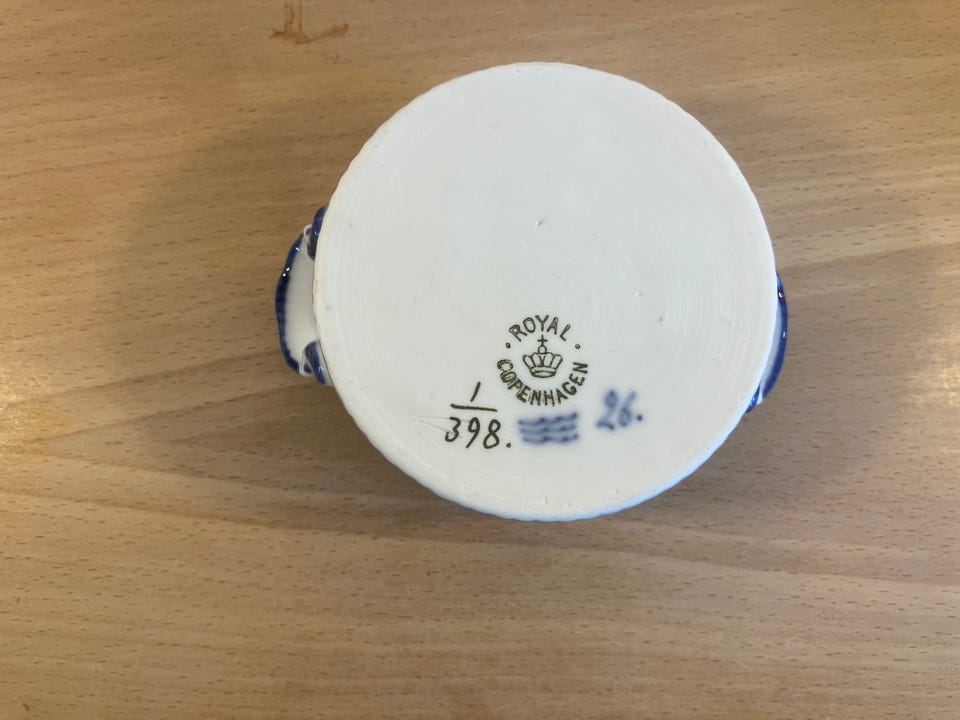 ROYAL
COPENHAGEN
1
398.
26.